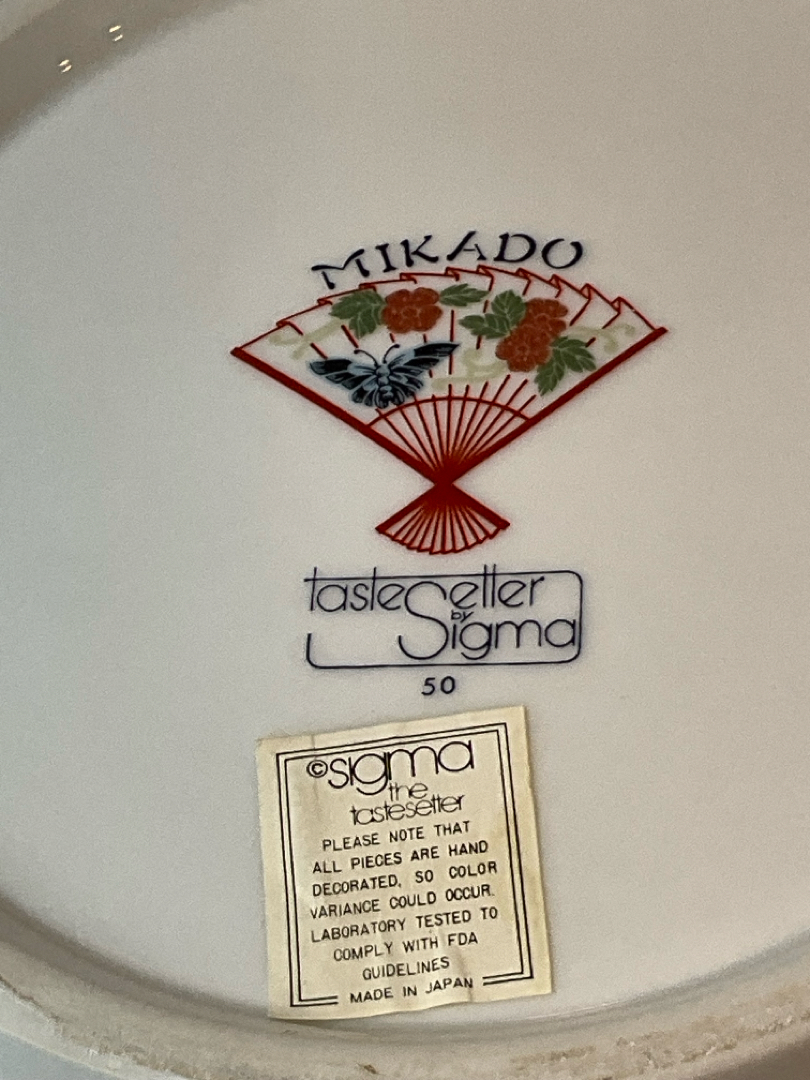 MIKADO
tasteSetter
by
Sigma
50
©sigma
the
tastesetter
PLEASE NOTE THAT
ALL PIECES ARE HAND
DECORATED, SO COLOR
VARIANCE COULD OCCUR.
LABORATORY TESTED TO
COMPLY WITH FDA
GUIDELINES
MADE IN JAPAN